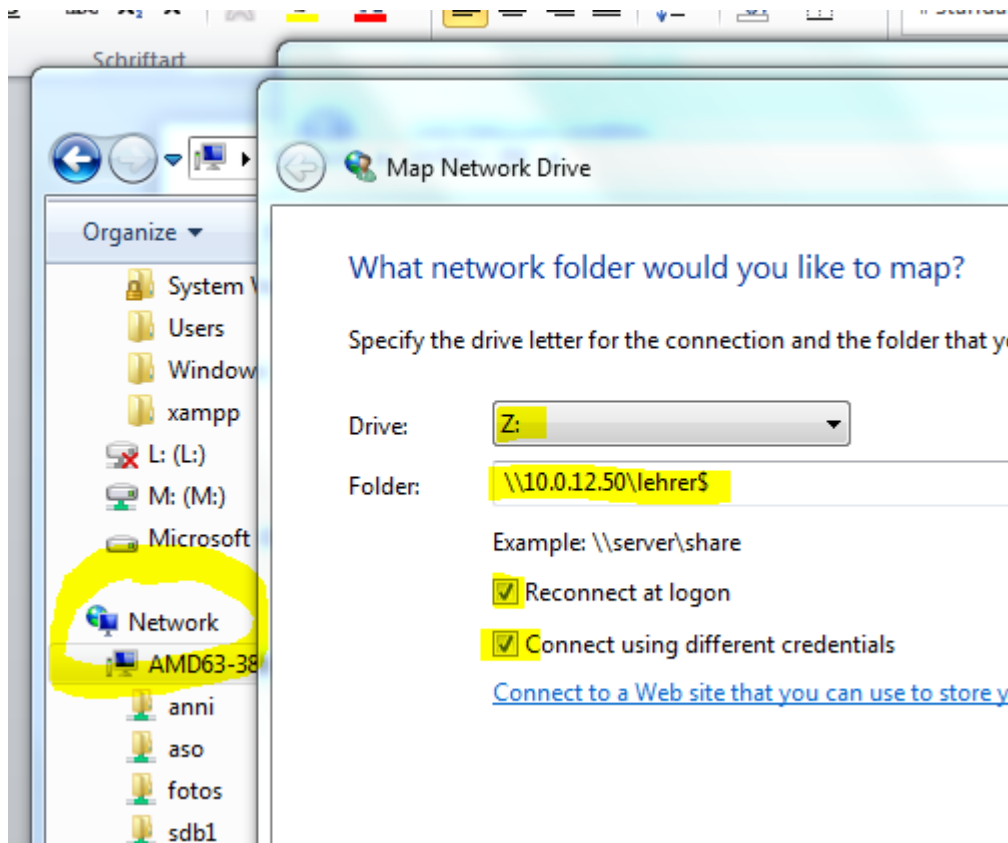 Schriftart
Map Network Drive
Organize
What network folder would you like to map?
System
Users
Specify the drive letter for the connection and the folder that
Window
xampp
Drive: Z:
L: (L:)
Folder: \\10.0.12.50\lehrer$
M: (M:)
Microsoft
Example: \\server\share
Reconnect at logon
Network
Connect using different credentials
AMD63-38
Connect to a Web site that you can use to store
anni
aso
fotos
sdb1